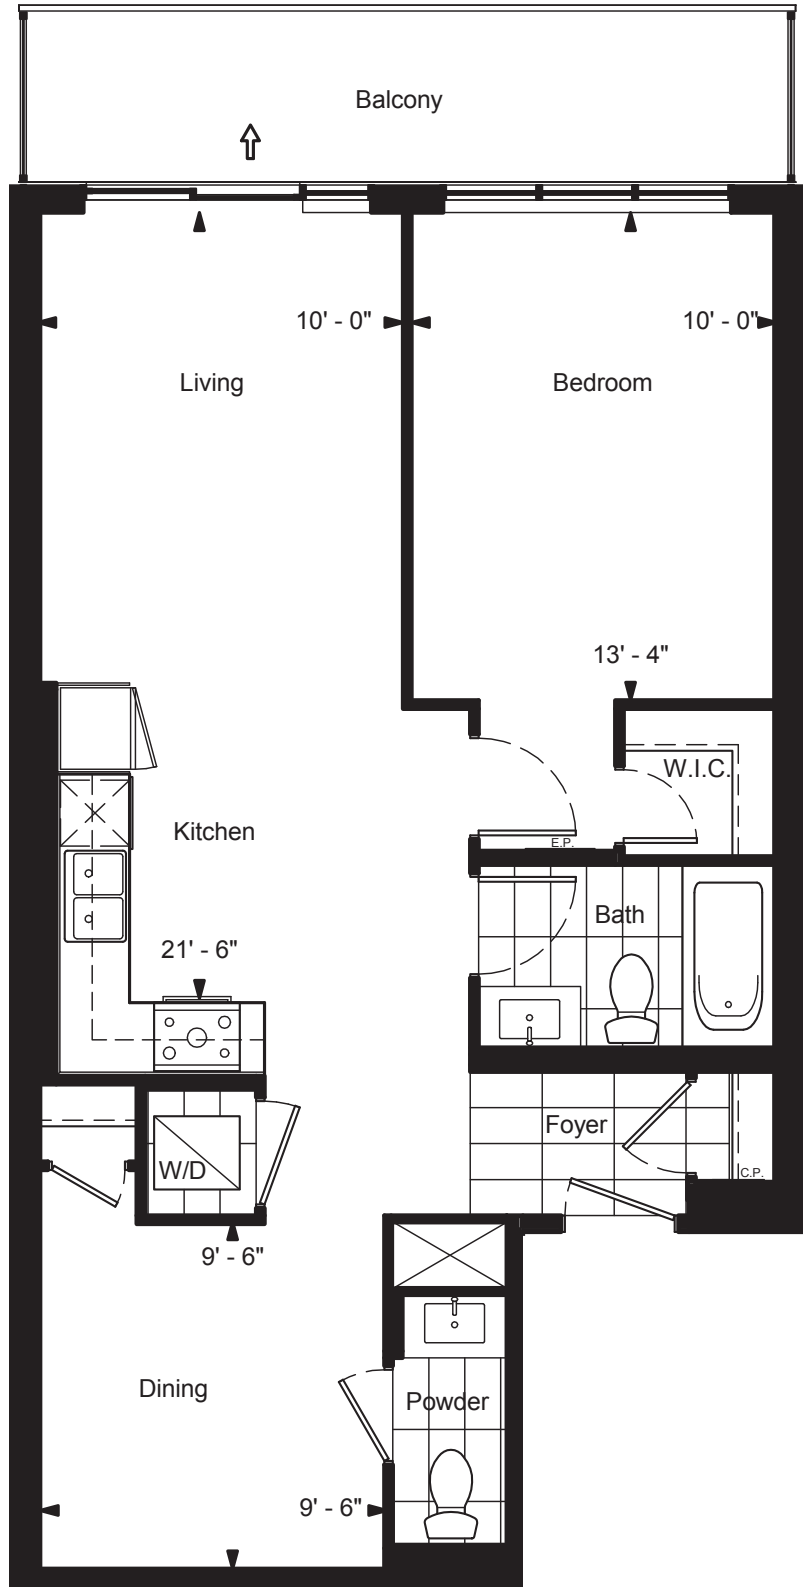 Balcony
10' - 0"
10' - 0"
Living
Bedroom
13' - 4"
W.I.C.
Kitchen
E.P.
Bath
21' - 6"
Foyer
W/D
C.P.
9' - 6"
Dining
Powder
9' - 6"